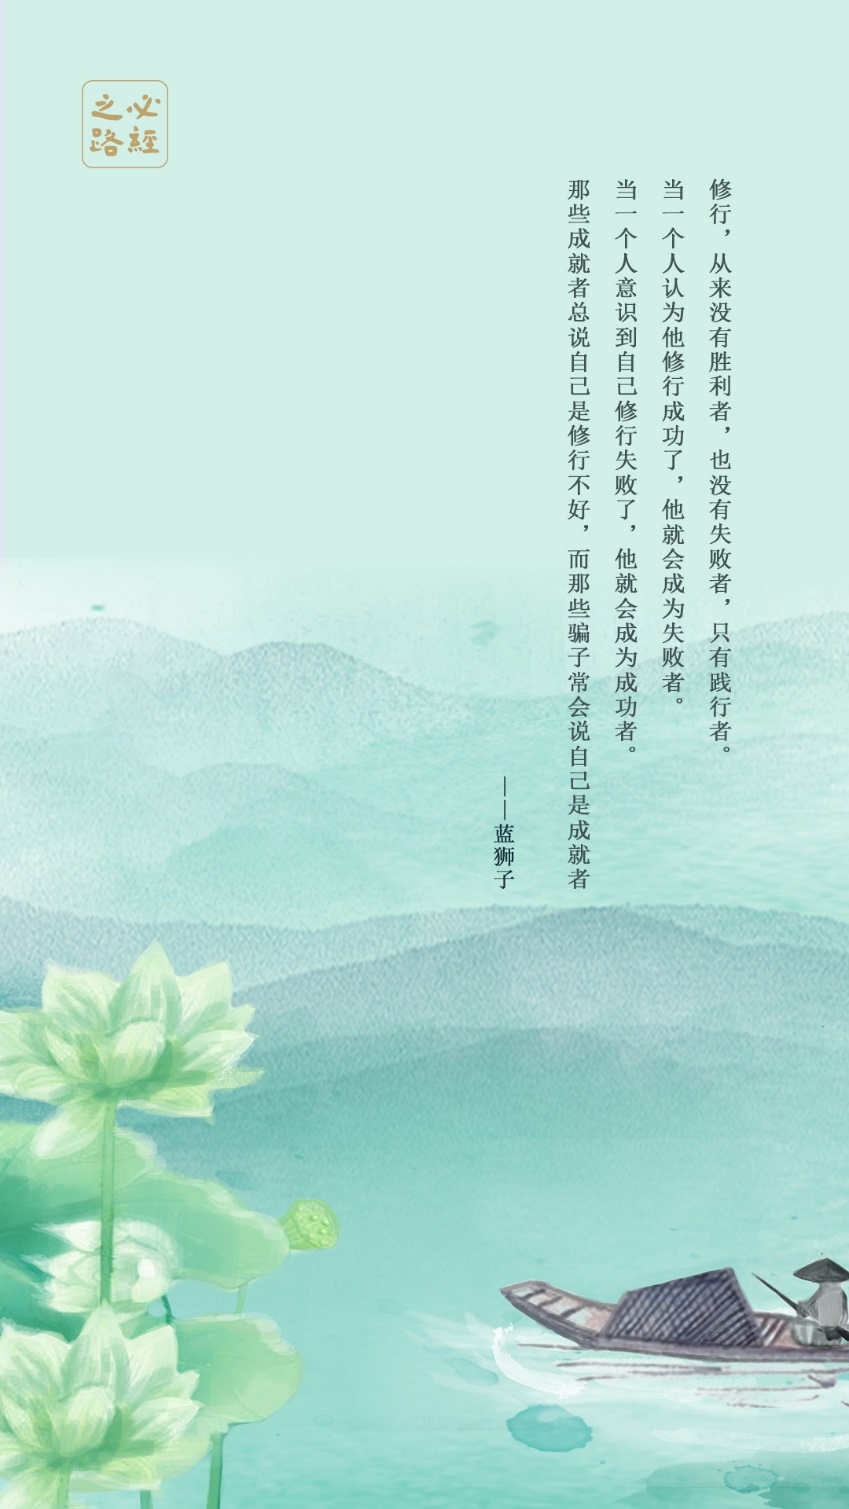 必經
之路
修行，从来没有胜利者，也没有失败者，只有践行者。
当一个人认为他修行成功了，他就会成为失败者。
当一个人意识到自己修行失败了，他就会成为成功者。
那些成就者总说自己是修行不好，而那些骗子常会说自己是成就者
——蓝狮子